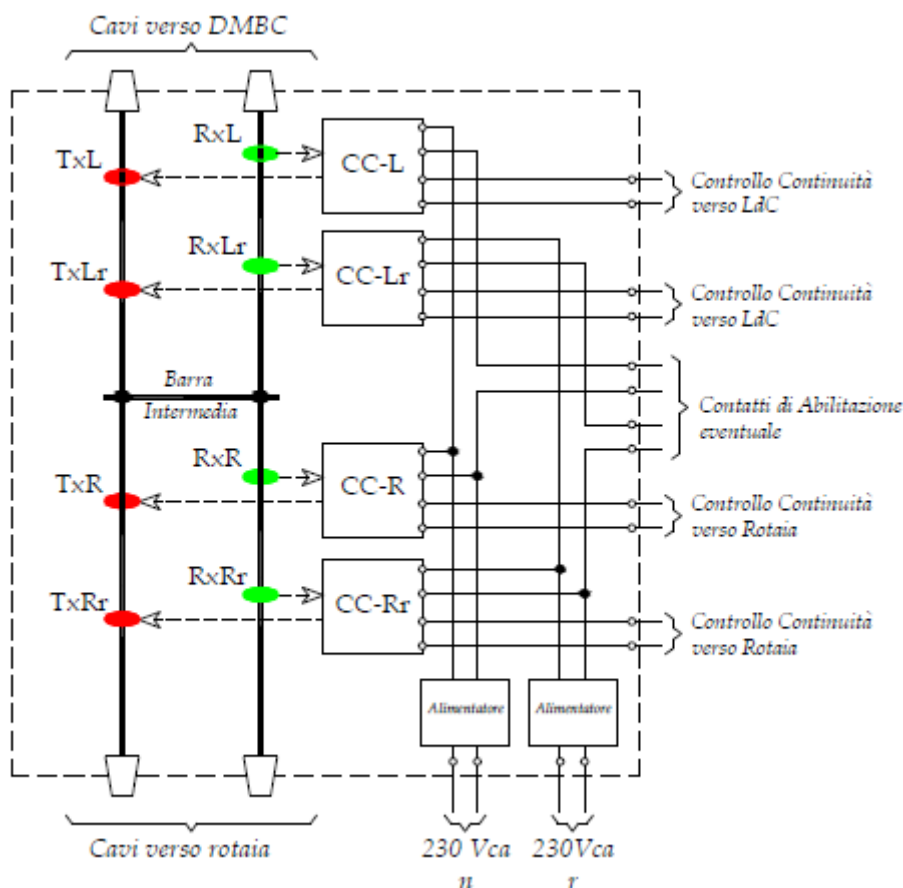 Cavi verso DMBC
TxL
RxL
CC-L
Controllo Continuità
verso LdC
TxLr
RxLr
CC-Lr
Controllo Continuità
verso LdC
Barra
Intermedia
Contatti di Abilitazione
eventuale
TxR
RxR
CC-R
Controllo Continuità
verso Rotaia
TxRr
RxRr
CC-Rr
Controllo Continuità
verso Rotaia
Alimentatore
Alimentatore
Cavi verso rotaia
230 Vca
n
230Vca
r